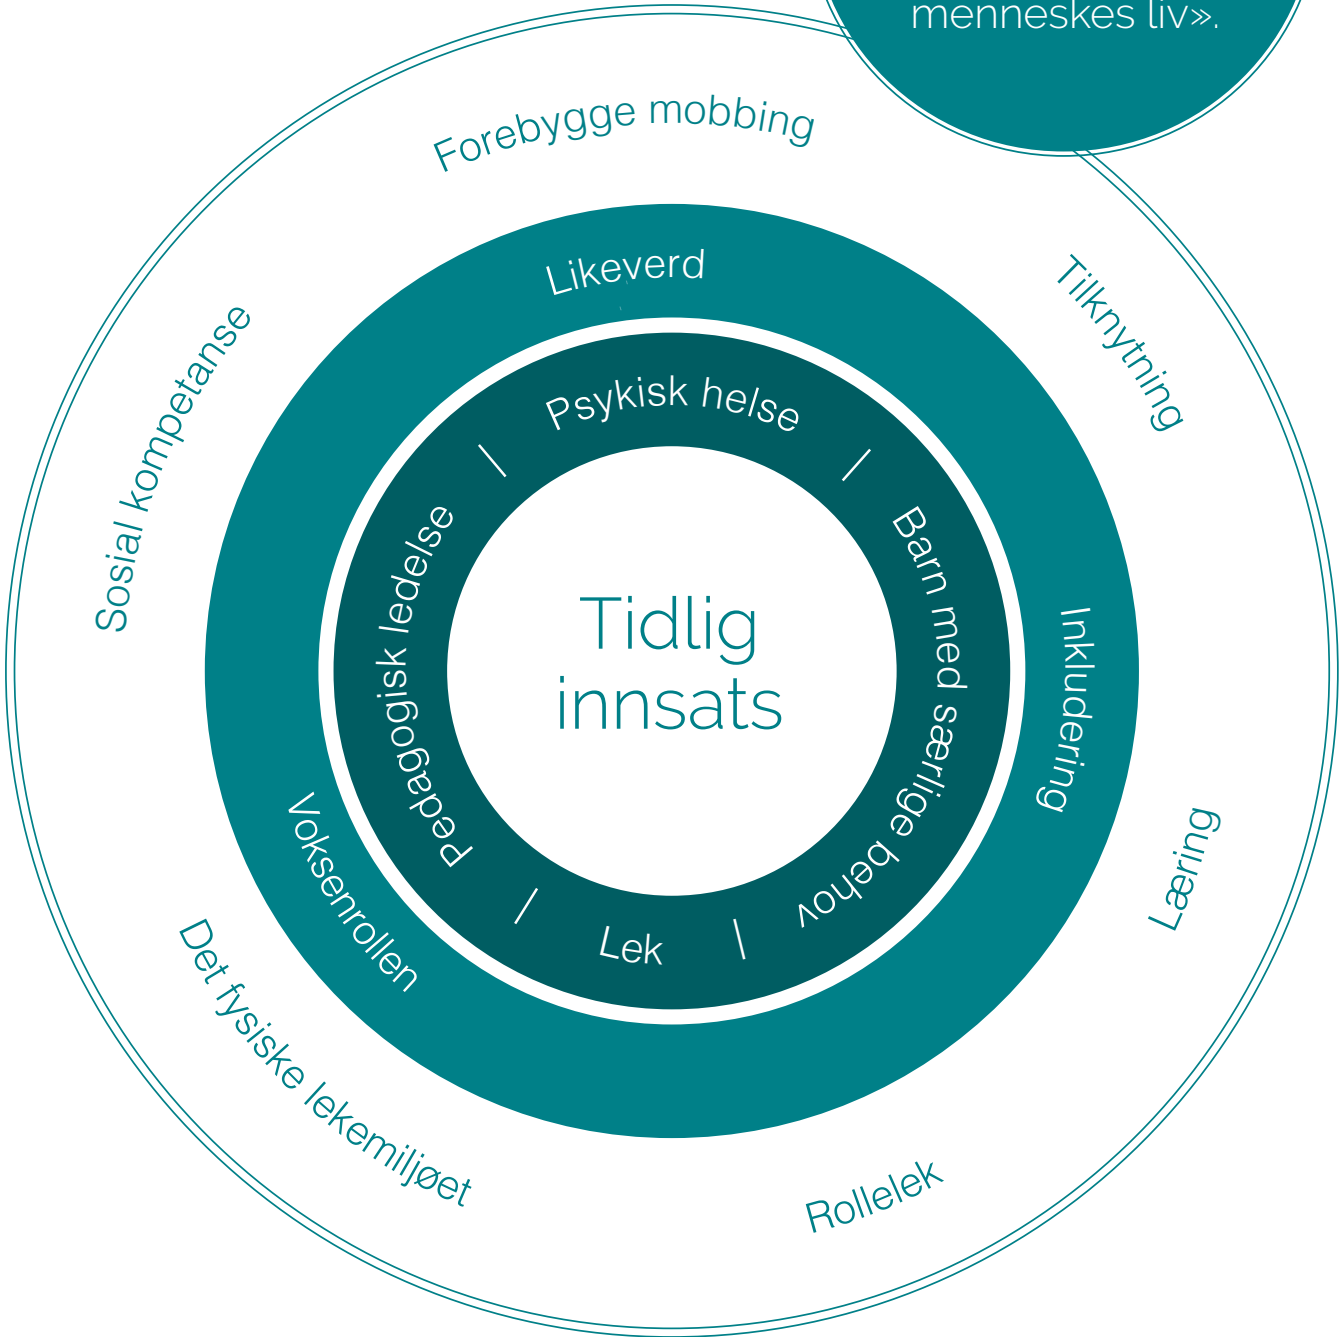 menneskes liv».
Forebygge mobbing
Tilknytning
Læring
Rollelek
Det fysiske lekemiljøet
Sosial kompetanse
Likeverd
Inkludering
Voksenrollen
Psykisk helse
|
Barn med særlige behov
|
Lek
|
Pedagogisk ledelse
|
Tidlig
innsats